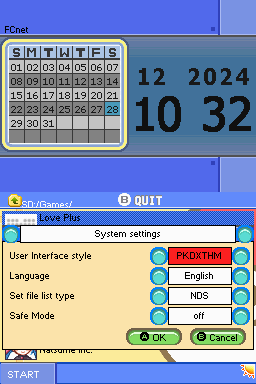 FCnet
S M T W T F S
01 02 03 04 05 06 07
08 09 10 11 12 13 14
15 16 17 18 19 20 21
22 23 24 25 26 27 28
29 30 31
12 2024
10 32
B QUIT
SD:/Games/
Love Plus
System settings
User Interface style PKDXTHM
Language English
Set file list type NDS
Safe Mode off
A OK B Cancel
Natsume Inc.
START